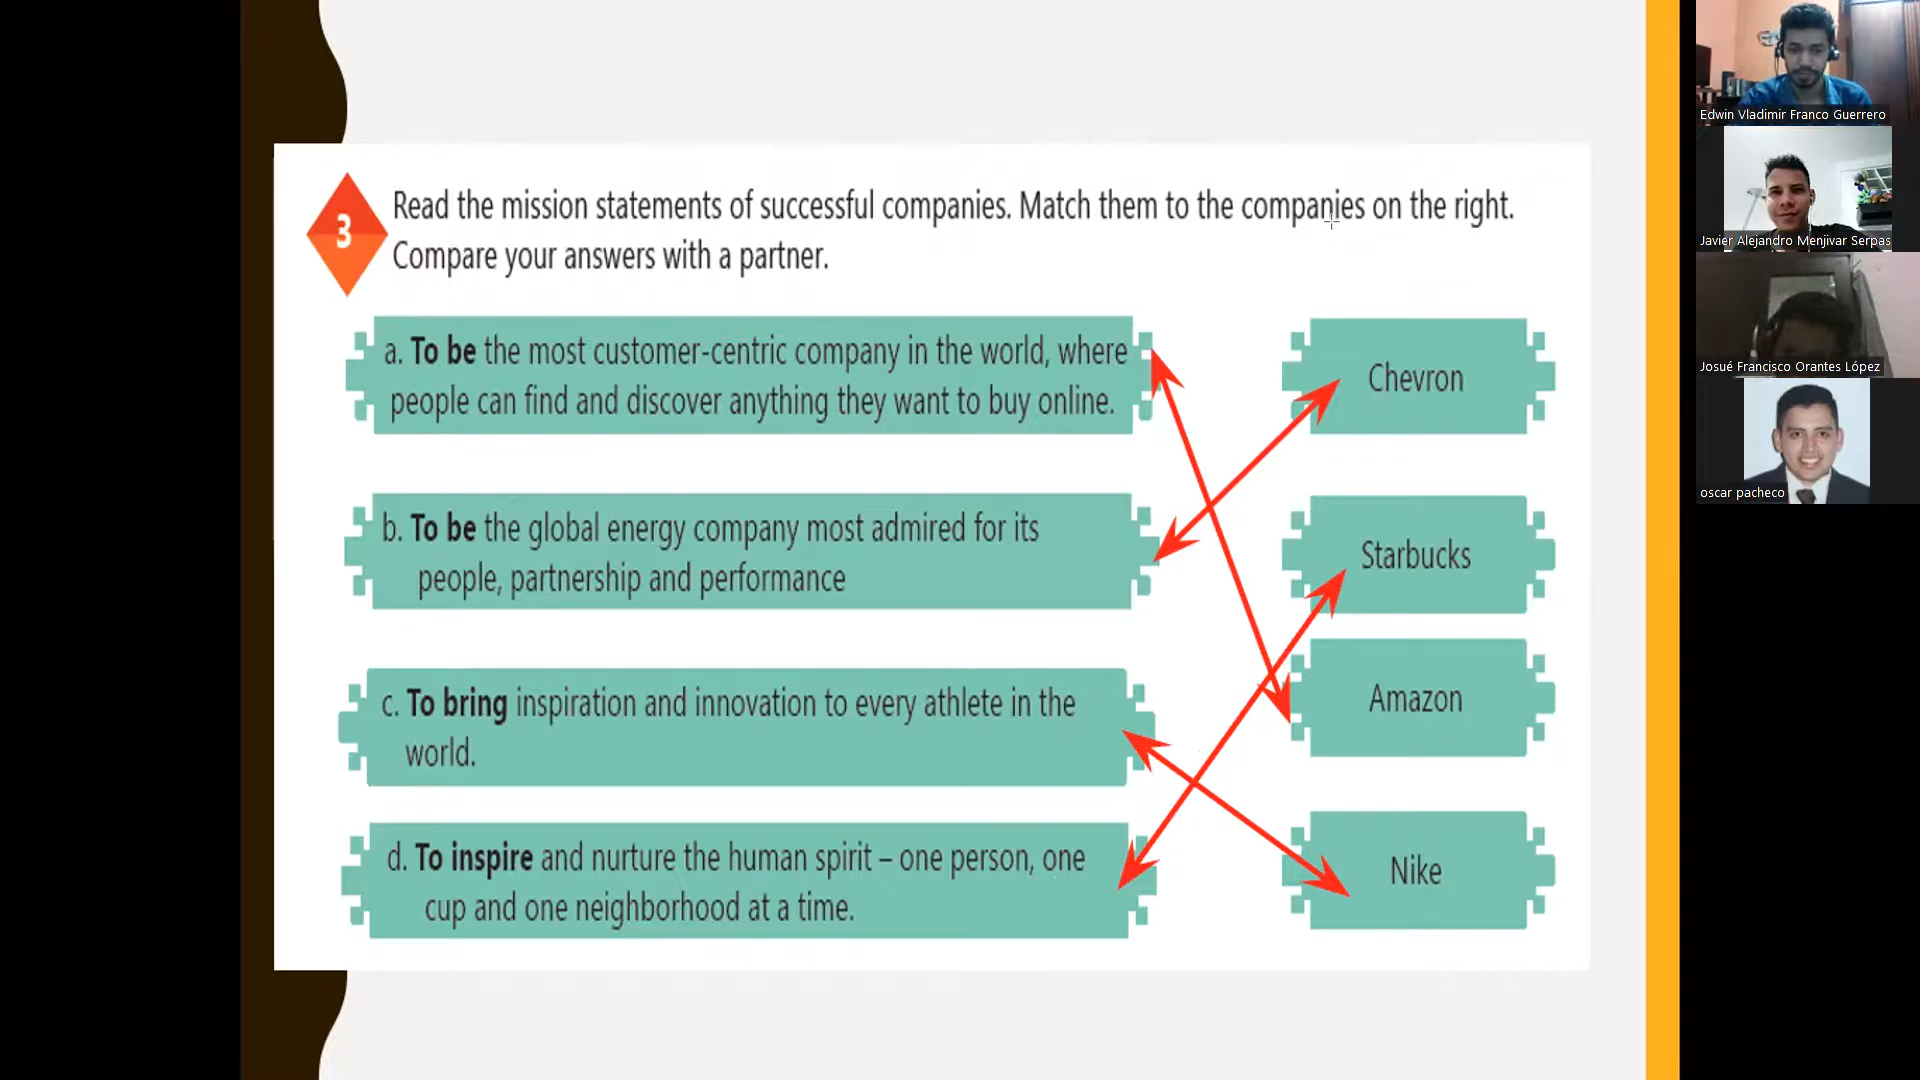 3
Read the mission statements of successful companies. Match them to the companies on the right.
Compare your answers with a partner.
a. To be the most customer-centric company in the world, where
people can find and discover anything they want to buy online.
b. To be the global energy company most admired for its
people, partnership and performance
c. To bring inspiration and innovation to every athlete in the
world.
d. To inspire and nurture the human spirit – one person, one
cup and one neighborhood at a time.
Chevron
Starbucks
Amazon
Nike
Edwin Vladimir Franco Guerrero
Javier Alejandro Menjivar Serpas
Josué Francisco Orantes López
oscar pacheco